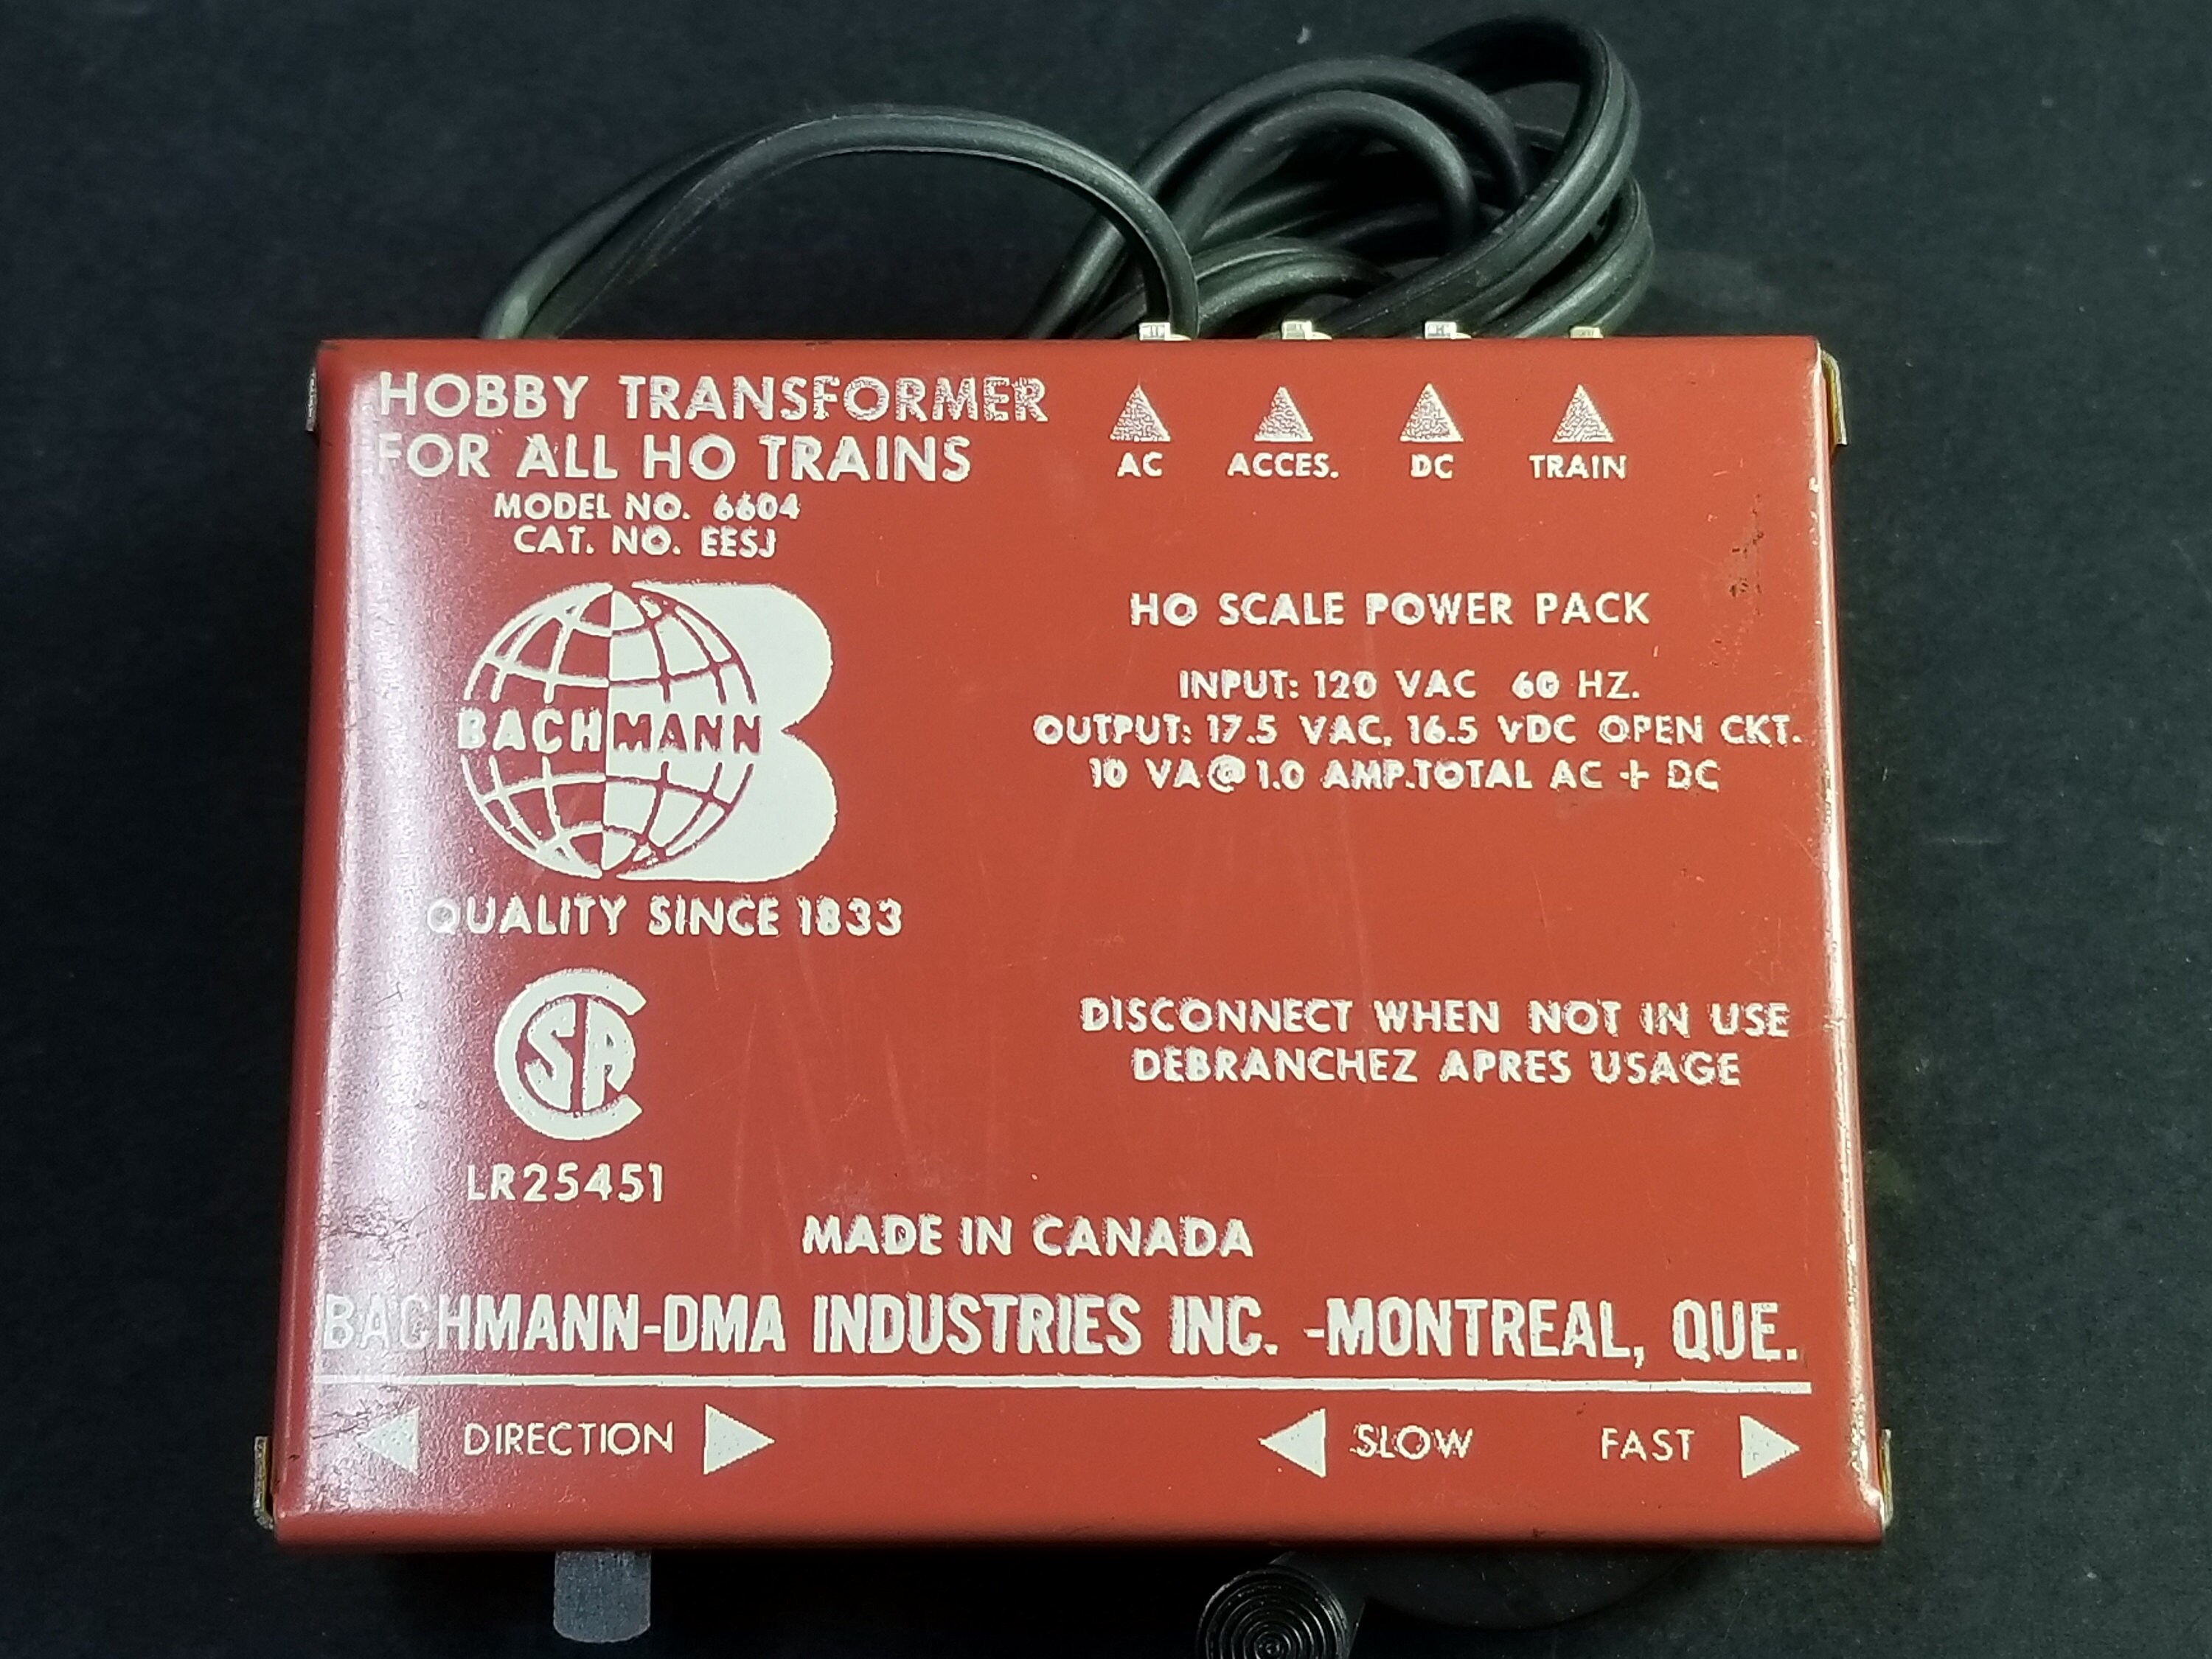 HOBBY TRANSFORMER
FOR ALL HO TRAINS
MODEL NO. 6604
CAT. NO. EESJ
AC ACCES. DC TRAIN
BACHMANN
QUALITY SINCE 1833
HO SCALE POWER PACK
INPUT: 120 VAC 60 HZ.
OUTPUT: 17.5 VAC, 16.5 VDC OPEN CKT.
10 VA@1.0 AMP.TOTAL AC + DC
CSA
LR25451
DISCONNECT WHEN NOT IN USE
DEBRANCHEZ APRES USAGE
MADE IN CANADA
BACHMANN-DMA INDUSTRIES INC. -MONTREAL, QUE.
DIRECTION SLOW FAST